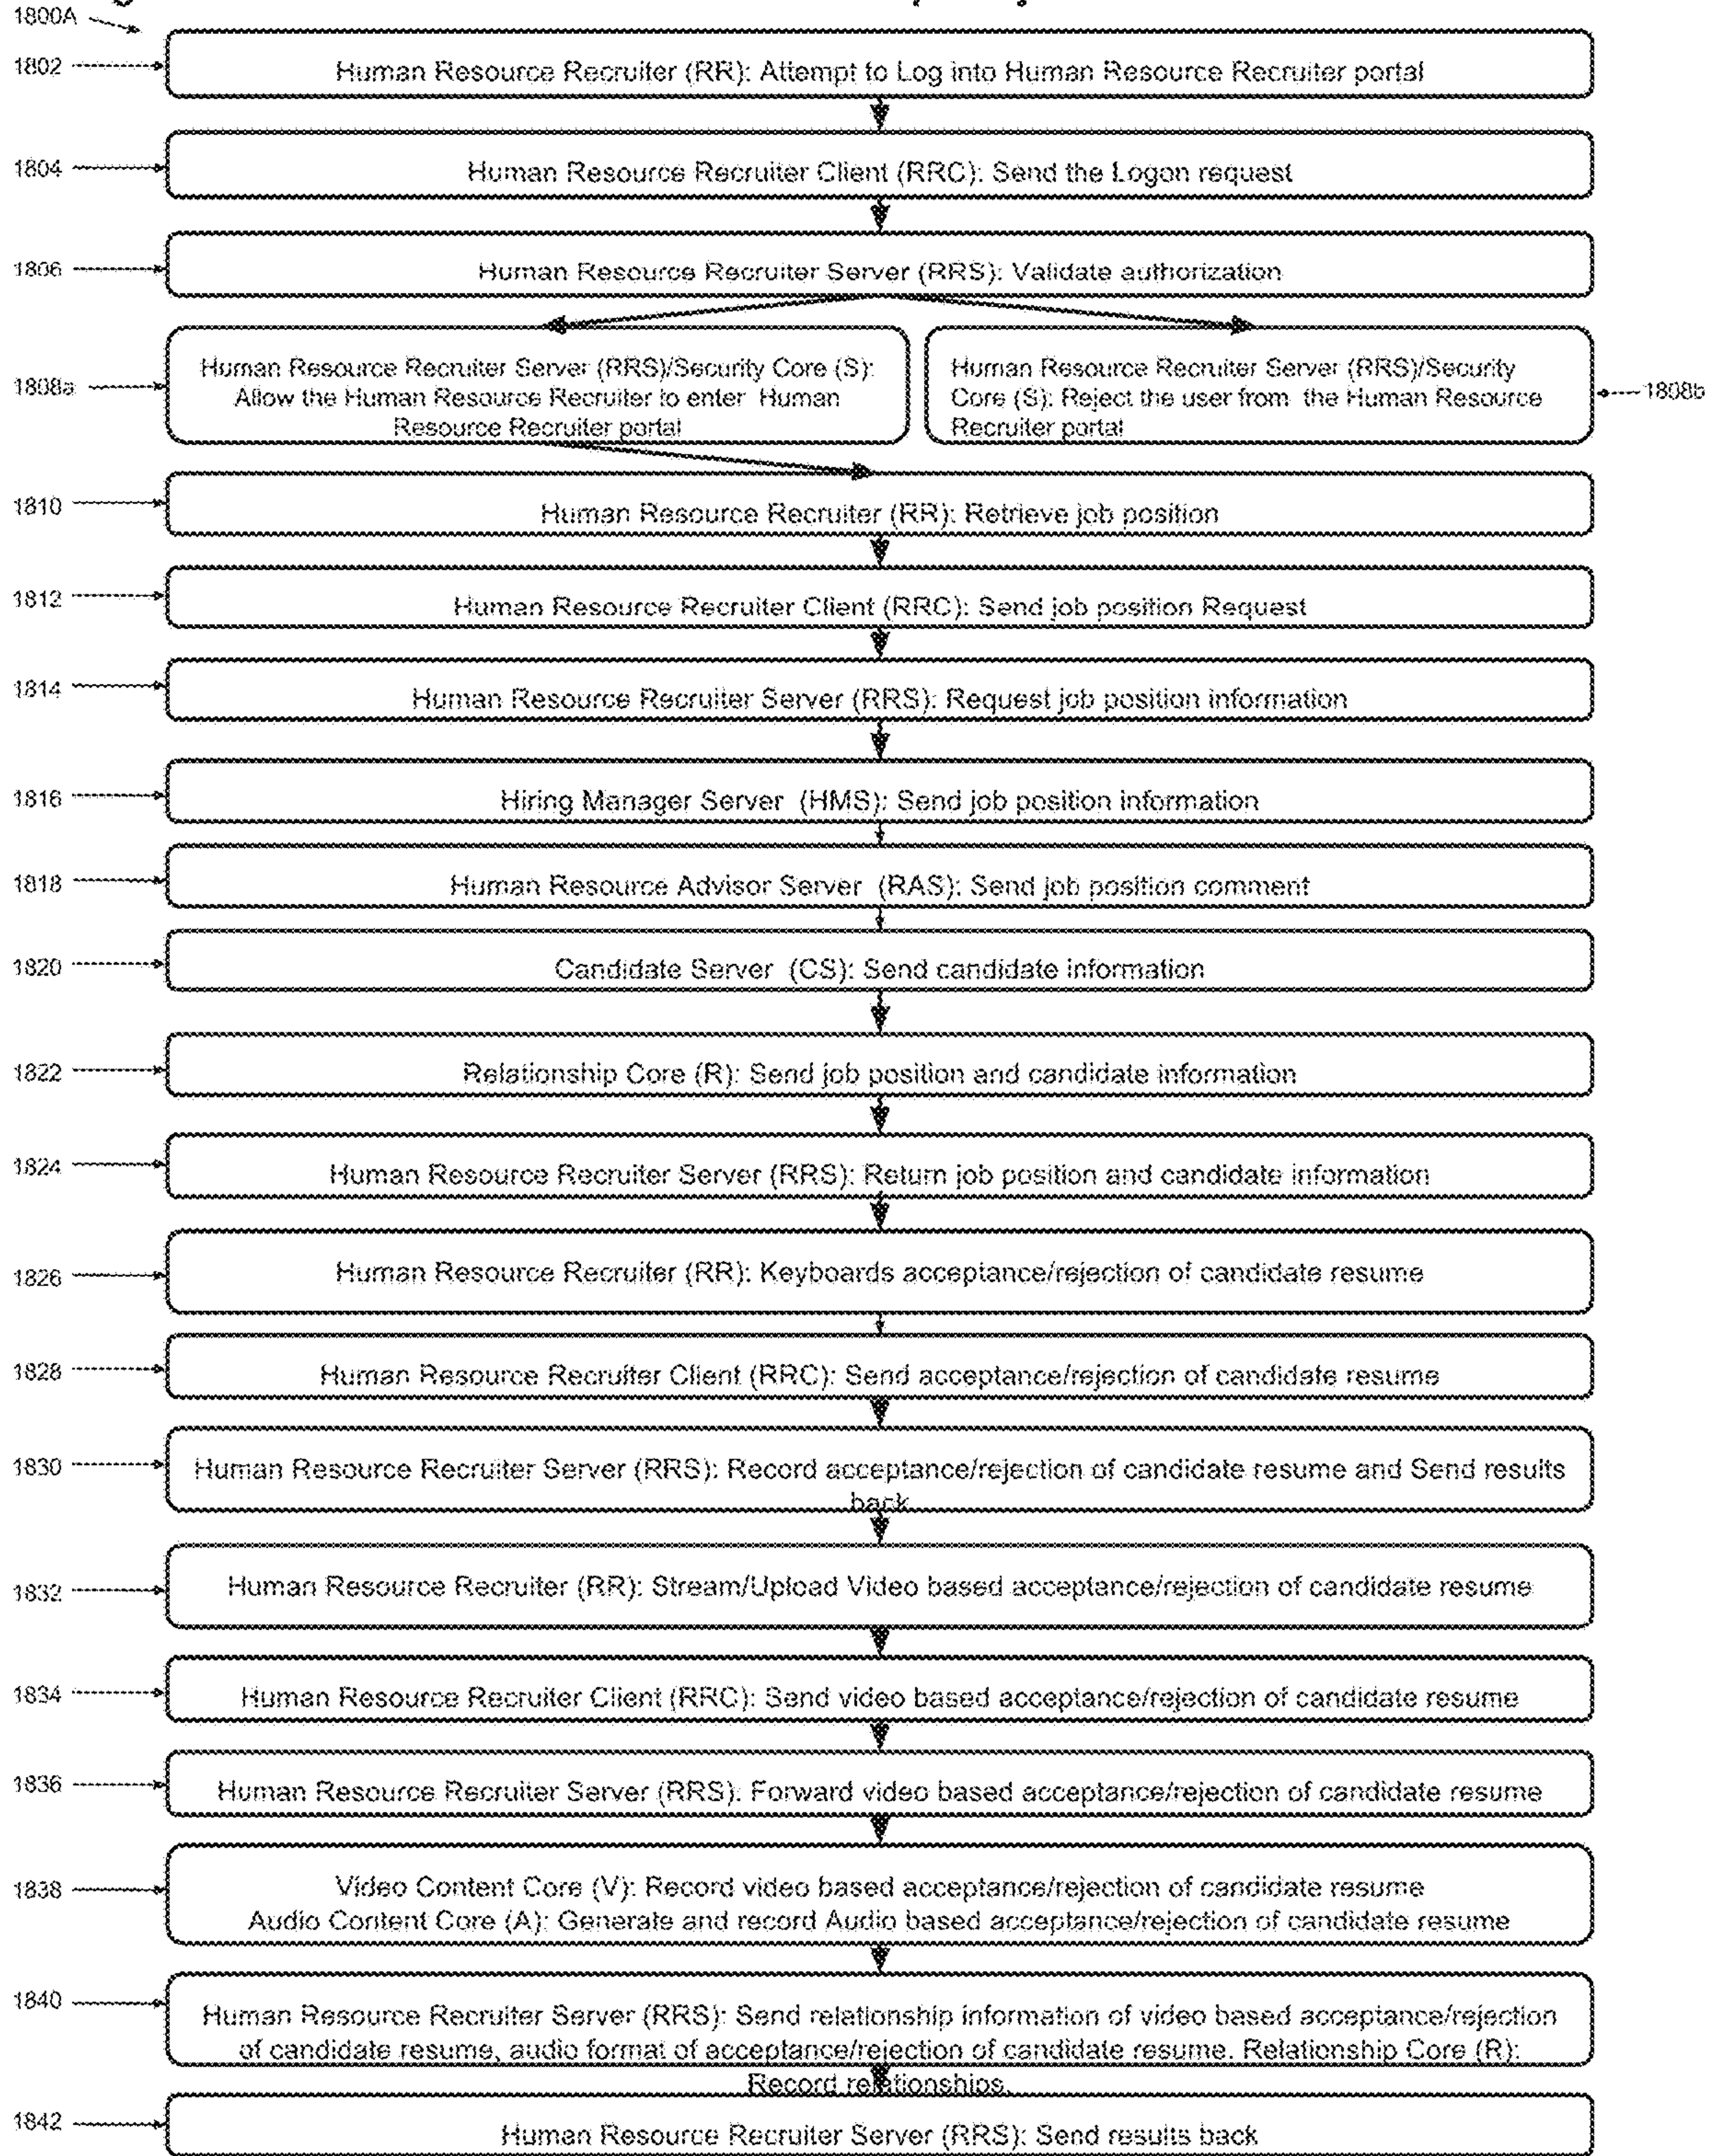 1800A
1802
Human Resource Recruiter (RR): Attempt to Log into Human Resource Recruiter portal
1804
Human Resource Recruiter Client (RRC): Send the Logon request
1806
Human Resource Recruiter Server (RRS): Validate authorization
1808a
Human Resource Recruiter Server (RRS)/Security Core (S):
Allow the Human Resource Recruiter to enter Human
Resource Recruiter portal
Human Resource Recruiter Server (RRS)/Security
Core (S): Reject the user from the Human Resource
Recruiter portal
1808b
1810
Human Resource Recruiter (RR): Retrieve job position
1812
Human Resource Recruiter Client (RRC): Send job position Request
1814
Human Resource Recruiter Server (RRS): Request job position information
1816
Hiring Manager Server (HMS): Send job position information
1818
Human Resource Advisor Server (RAS): Send job position comment
1820
Candidate Server (CS): Send candidate information
1822
Relationship Core (R): Send job position and candidate information
1824
Human Resource Recruiter Server (RRS): Return job position and candidate information
1826
Human Resource Recruiter (RR): Keyboards acceptance/rejection of candidate resume
1828
Human Resource Recruiter Client (RRC): Send acceptance/rejection of candidate resume
1830
Human Resource Recruiter Server (RRS): Record acceptance/rejection of candidate resume and Send results
back
1832
Human Resource Recruiter (RR): Stream/Upload Video based acceptance/rejection of candidate resume
1834
Human Resource Recruiter Client (RRC): Send video based acceptance/rejection of candidate resume
1836
Human Resource Recruiter Server (RRS): Forward video based acceptance/rejection of candidate resume
1838
Video Content Core (V): Record video based acceptance/rejection of candidate resume
Audio Content Core (A): Generate and record Audio based acceptance/rejection of candidate resume
1840
Human Resource Recruiter Server (RRS): Send relationship information of video based acceptance/rejection
of candidate resume, audio format of acceptance/rejection of candidate resume. Relationship Core (R):
Record relationships.
1842
Human Resource Recruiter Server (RRS): Send results back